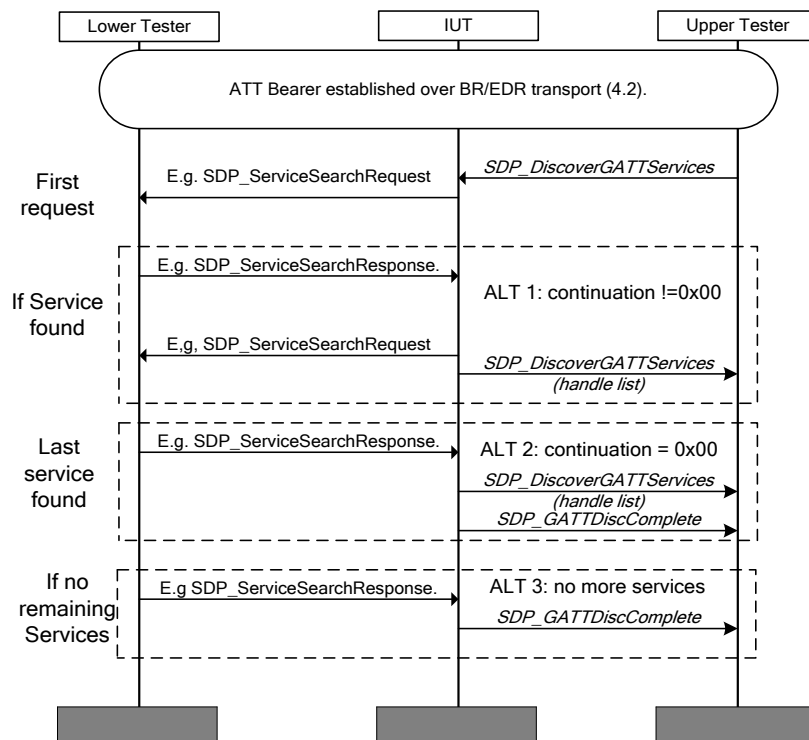 Lower Tester
IUT
Upper Tester
ATT Bearer established over BR/EDR transport (4.2).
First
request
E.g. SDP_ServiceSearchRequest
SDP_DiscoverGATTServices
If Service
found
E.g. SDP_ServiceSearchResponse.
ALT 1: continuation !=0x00
E,g, SDP_ServiceSearchRequest
SDP_DiscoverGATTServices
(handle list)
Last
service
found
E.g. SDP_ServiceSearchResponse.
ALT 2: continuation = 0x00
SDP_DiscoverGATTServices
(handle list)
SDP_GATTDiscComplete
If no
remaining
Services
E.g SDP_ServiceSearchResponse.
ALT 3: no more services
SDP_GATTDiscComplete